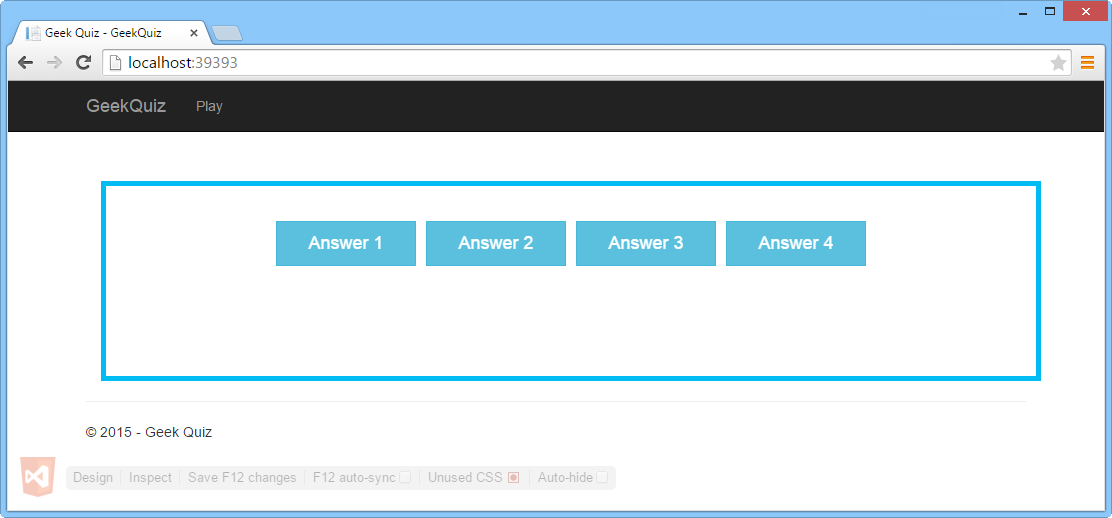 Geek Quiz - GeekQuiz
localhost:39393
GeekQuiz Play
Answer 1 Answer 2 Answer 3 Answer 4
© 2015 - Geek Quiz
Design Inspect Save F12 changes F12 auto-sync Unused CSS Auto-hide